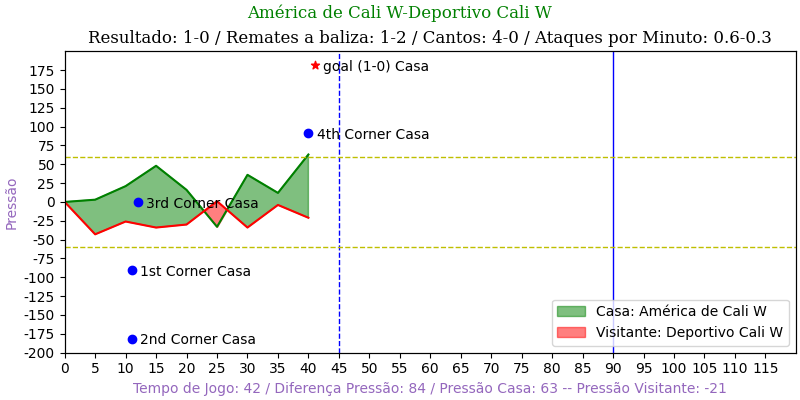 América de Cali W-Deportivo Cali W
Resultado: 1-0 / Remates a baliza: 1-2 / Cantos: 4-0 / Ataques por Minuto: 0.6-0.3
Pressão
175
150
125
100
75
50
25
0
-25
-50
-75
-100
-125
-150
-175
-200
goal (1-0) Casa
4th Corner Casa
3rd Corner Casa
1st Corner Casa
2nd Corner Casa
Casa: América de Cali W
Visitante: Deportivo Cali W
0 5 10 15 20 25 30 35 40 45 50 55 60 65 70 75 80 85 90 95 100 105 110 115
Tempo de Jogo: 42 / Diferença Pressão: 84 / Pressão Casa: 63 -- Pressão Visitante: -21